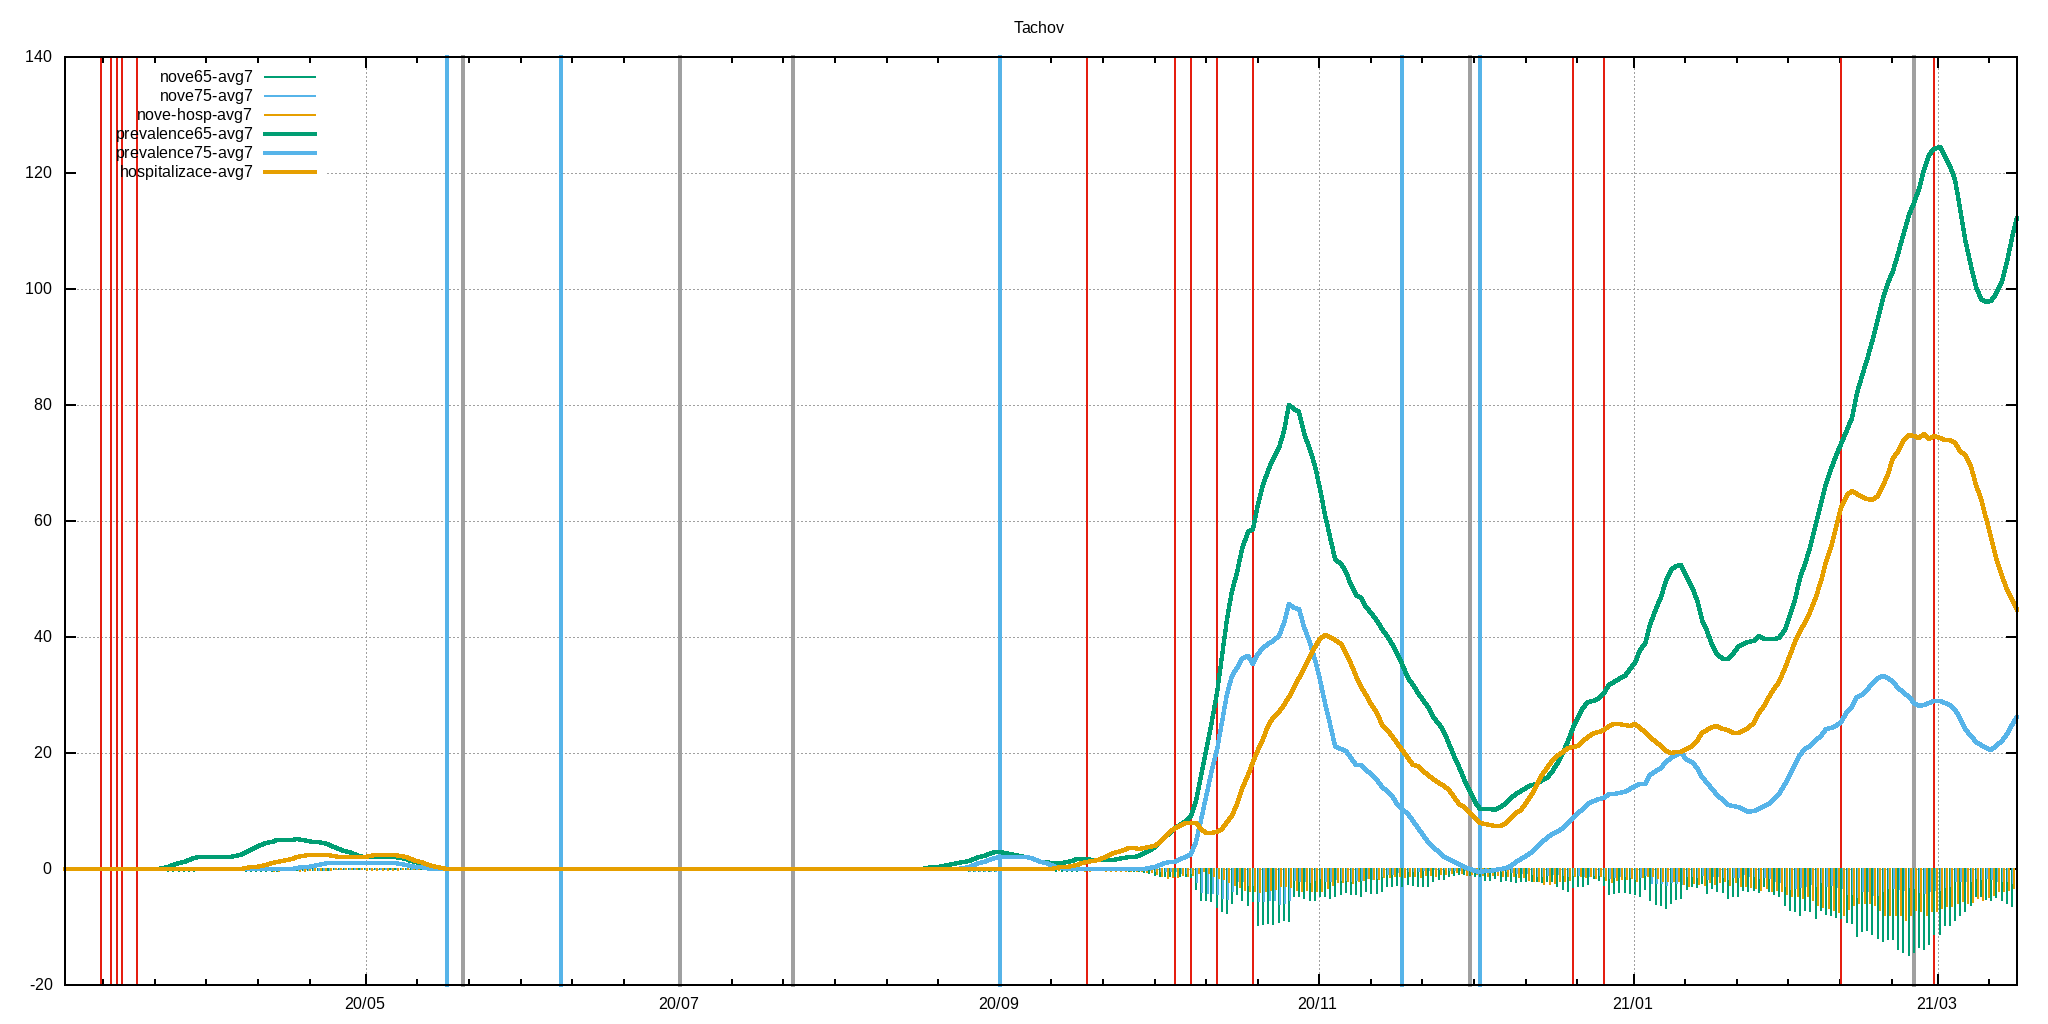 Tachov
140
120
100
80
60
40
20
0
-20
nove65-avg7
nove75-avg7
nove-hosp-avg7
prevalence65-avg7
prevalence75-avg7
hospitalizace-avg7
20/05 20/07 20/09 20/11 21/01 21/03